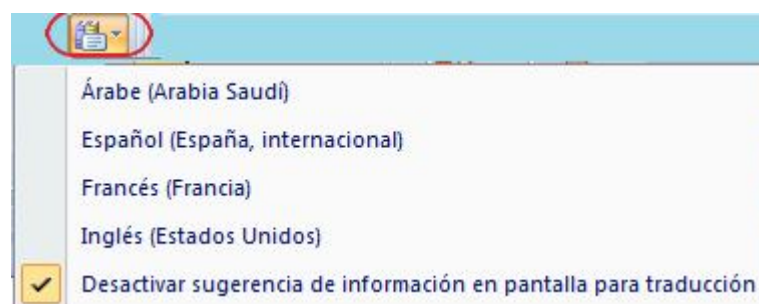 Árabe (Arabia Saudí)
Español (España, internacional)
Francés (Francia)
Inglés (Estados Unidos)
Desactivar sugerencia de información en pantalla para traducción